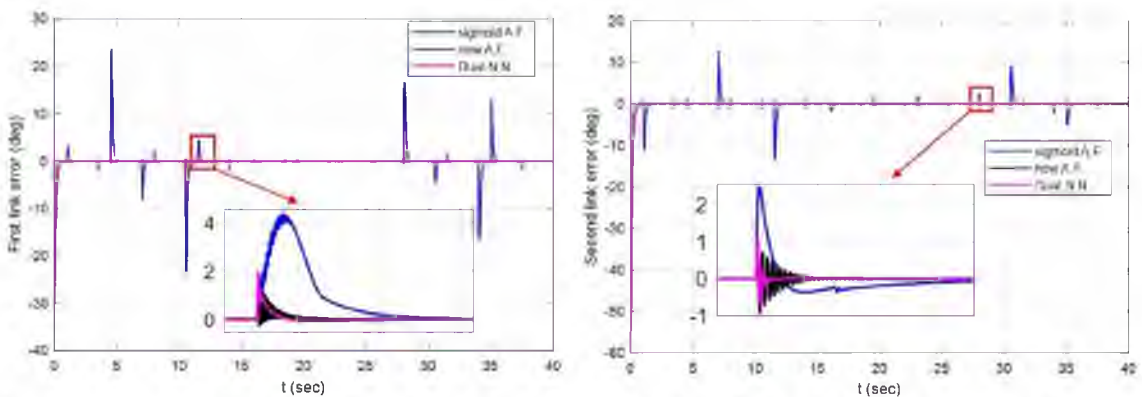 30
20
10
0
-10
-20
-30
-40
First link error (deg)
sigmoid A.F
new A.F.
Dual N.N.
4
2
0
0 5 10 15 20 25 30 35 40
t (sec)
30
20
10
0
-10
-20
-30
-40
-50
-60
Second link error (deg)
sigmoid A.F
new A.F.
Dual N.N.
2
1
0
-1
0 5 10 15 20 25 30 35 40
t (sec)